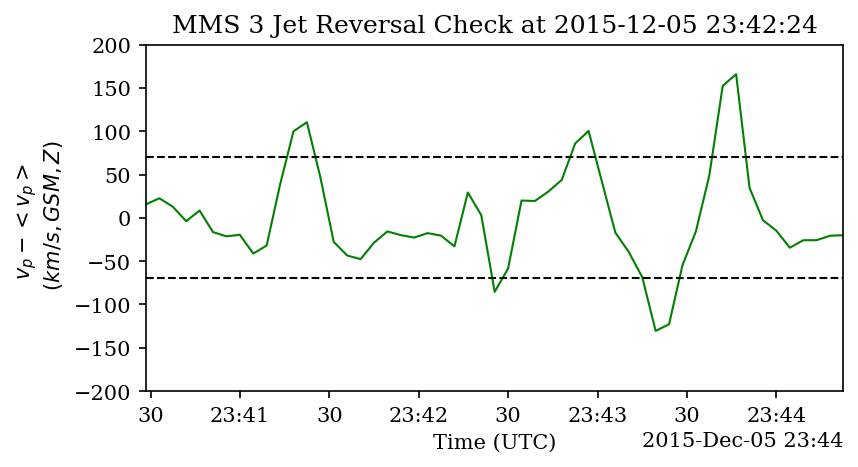 MMS 3 Jet Reversal Check at 2015-12-05 23:42:24
200
150
100
50
0
−50
−100
−150
−200
v_p − < v_p >
(km/s, GSM, Z)
30 23:41 30 23:42 30 23:43 30 23:44
Time (UTC)
2015-Dec-05 23:44